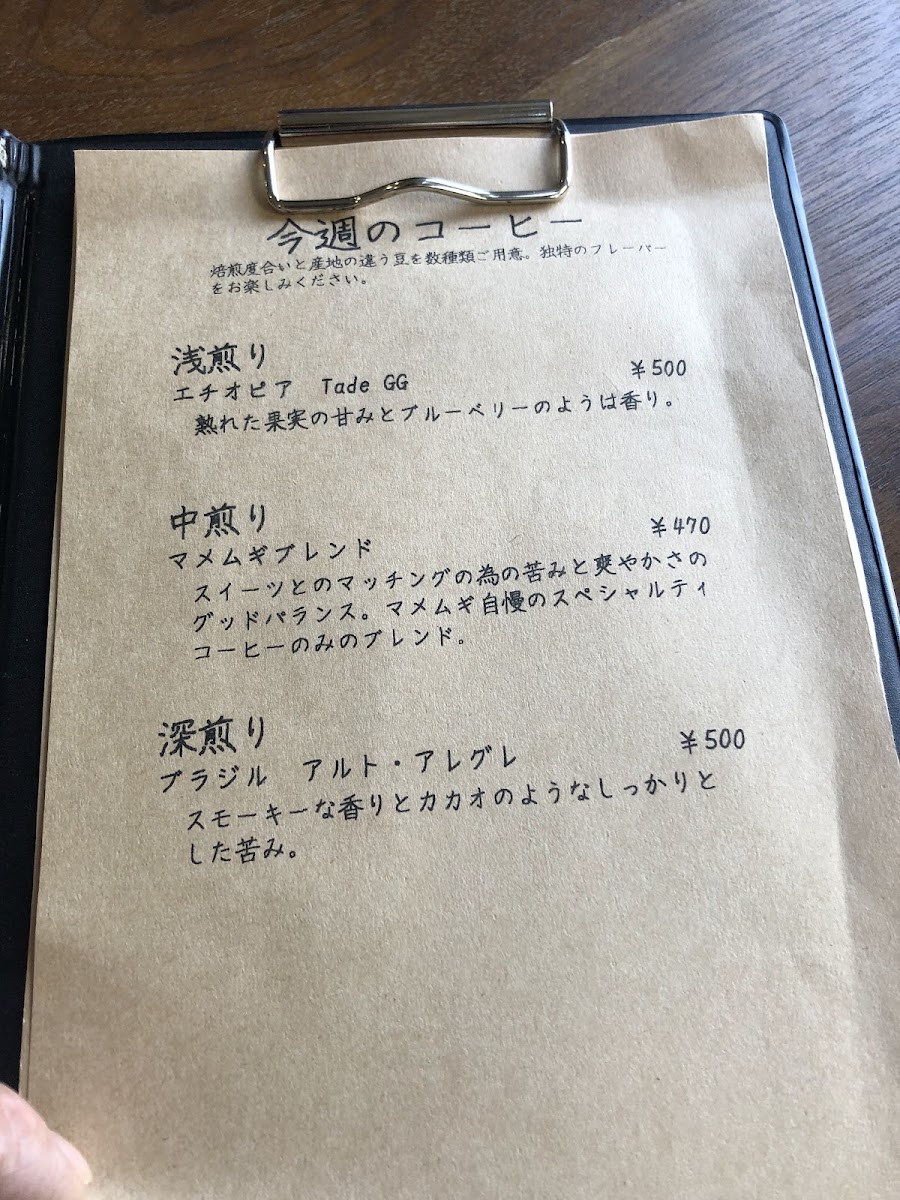 今週のコーヒー
焙煎度合いと産地の違う豆を数種類ご用意。独特のフレーバー
をお楽しみください。
浅煎り
エチオピア　Tade GG ¥500
熟れた果実の甘みとブルーベリーのようは香り。
中煎り
マメムギブレンド ¥470
スイーツとのマッチングの為の苦みと爽やかさの
グッドバランス。マメムギ自慢のスペシャルティ
コーヒーのみのブレンド。
深煎り
ブラジル　アルト・アレグレ ¥500
スモーキーな香りとカカオのようなしっかりと
した苦み。